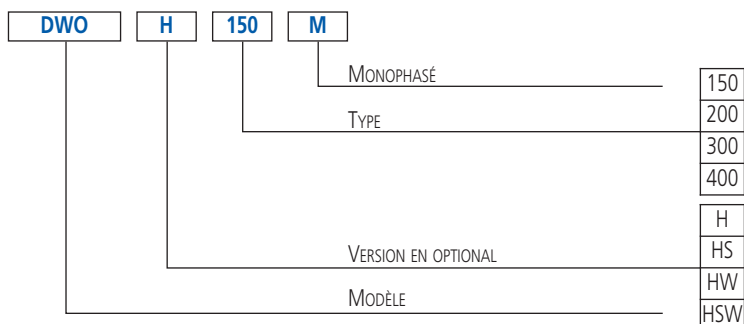 DWO H 150 M
MONOPHASÉ
150
TYPE
200
300
400
H
VERSION EN OPTIONAL
HS
HW
MODÈLE
HSW